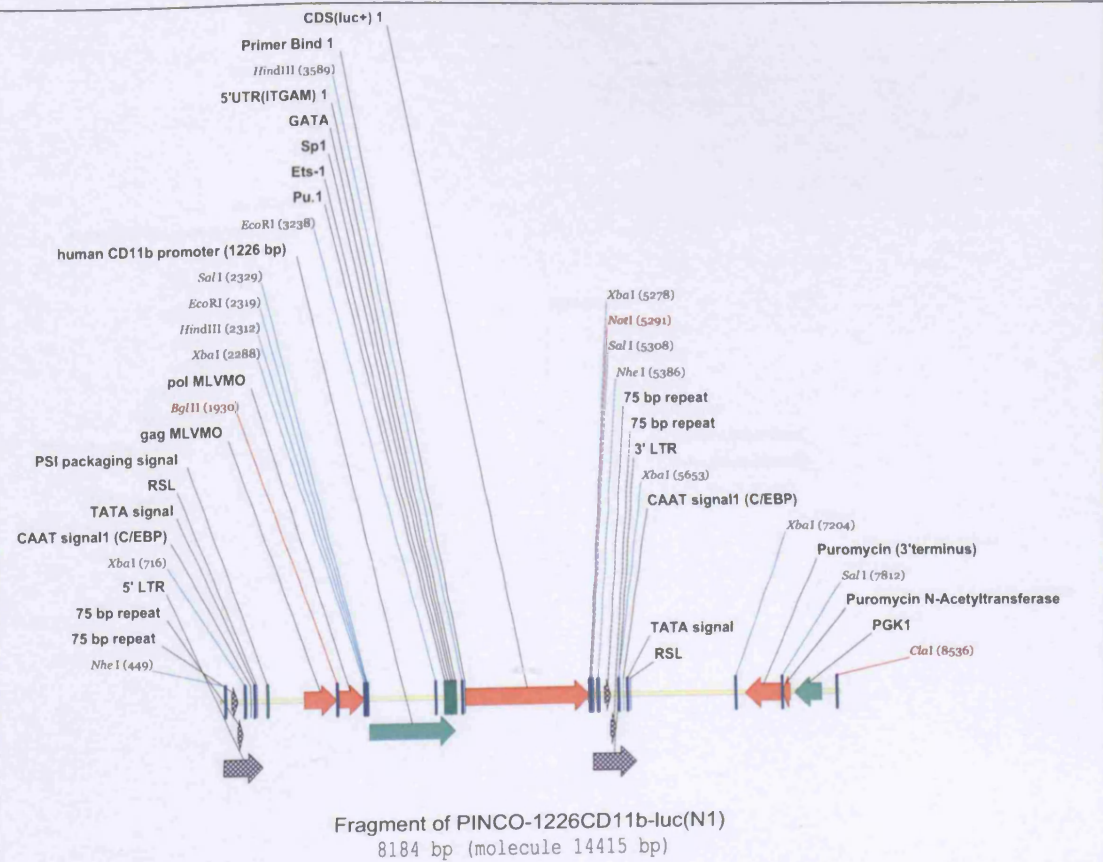 CDS(luc+) 1
Primer Bind 1
HindIII (3589)
5'UTR(ITGAM) 1
GATA
Sp1
Ets-1
Pu.1
EcoRI (3238)
human CD11b promoter (1226 bp)
Sal I (2329)
EcoRI (2319)
HindIII (2312)
XbaI (2288)
pol MLVMO
BglII (1930)
gag MLVMO
PSI packaging signal
RSL
TATA signal
CAAT signal1 (C/EBP)
XbaI (716)
5' LTR
75 bp repeat
75 bp repeat
Nhe I (449)
XbaI (5278)
NotI (5291)
Sal I (5308)
Nhe I (5386)
75 bp repeat
75 bp repeat
3' LTR
XbaI (5653)
CAAT signal1 (C/EBP)
TATA signal
RSL
XbaI (7204)
Puromycin (3'terminus)
Sal I (7812)
Puromycin N-Acetyltransferase
PGK1
ClaI (8536)
Fragment of PINCO-1226CD11b-luc(N1)
8184 bp (molecule 14415 bp)